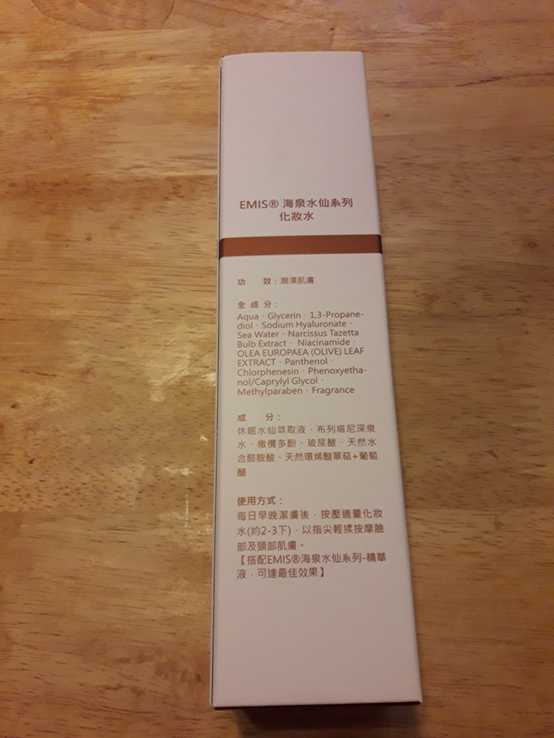 EMIS® 海泉水仙系列
化妝水
功 效：潤澤肌膚
全成分：
Aqua、Glycerin、1,3-Propane-
diol、Sodium Hyaluronate、
Sea Water、Narcissus Tazetta
Bulb Extract、Niacinamide、
OLEA EUROPAEA (OLIVE) LEAF
EXTRACT、Panthenol、
Chlorphenesin、Phenoxyetha-
nol/Caprylyl Glycol、
Methylparaben、Fragrance
成 分：
休眠水仙萃取液、布列塔尼深泉
水、橄欖多酚、玻尿酸、天然水
合菸鹼酸、天然環烯醚單萜+葡萄
醣
使用方式：
每日早晚潔膚後，按壓適量化妝
水(約2-3下)，以指尖輕揉按摩臉
部及頸部肌膚。
【搭配EMIS®海泉水仙系列-精華
液，可達最佳效果】